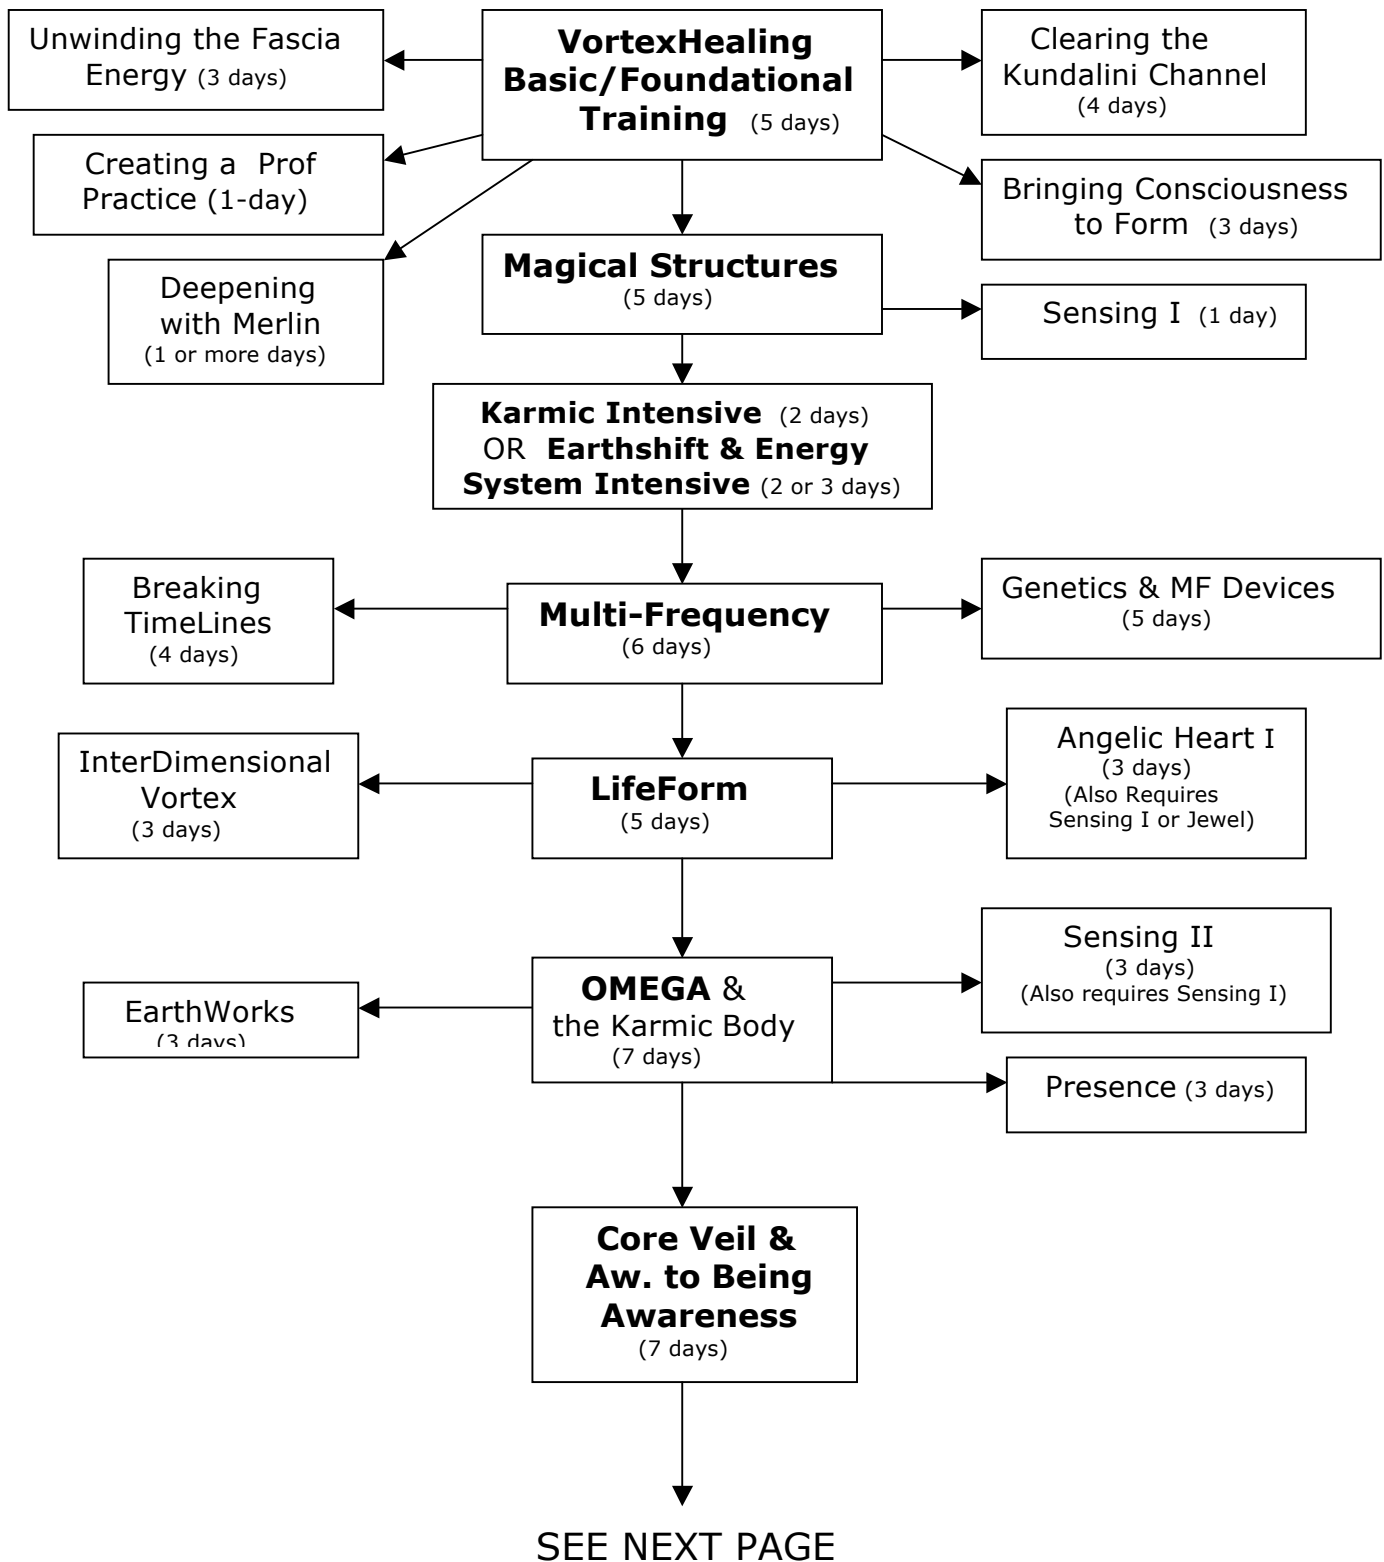 Unwinding the Fascia
Energy (3 days)
VortexHealing
Basic/Foundational
Training (5 days)
Clearing the
Kundalini Channel
(4 days)
Creating a Prof
Practice (1-day)
Bringing Consciousness
to Form (3 days)
Deepening
with Merlin
(1 or more days)
Magical Structures
(5 days)
Sensing I (1 day)
Karmic Intensive (2 days)
OR Earthshift & Energy
System Intensive (2 or 3 days)
Breaking
TimeLines
(4 days)
Multi-Frequency
(6 days)
Genetics & MF Devices
(5 days)
InterDimensional
Vortex
(3 days)
LifeForm
(5 days)
Angelic Heart I
(3 days)
(Also Requires
Sensing I or Jewel)
EarthWorks
(3 days)
OMEGA &
the Karmic Body
(7 days)
Sensing II
(3 days)
(Also requires Sensing I)
Presence (3 days)
Core Veil &
Aw. to Being
Awareness
(7 days)
SEE NEXT PAGE